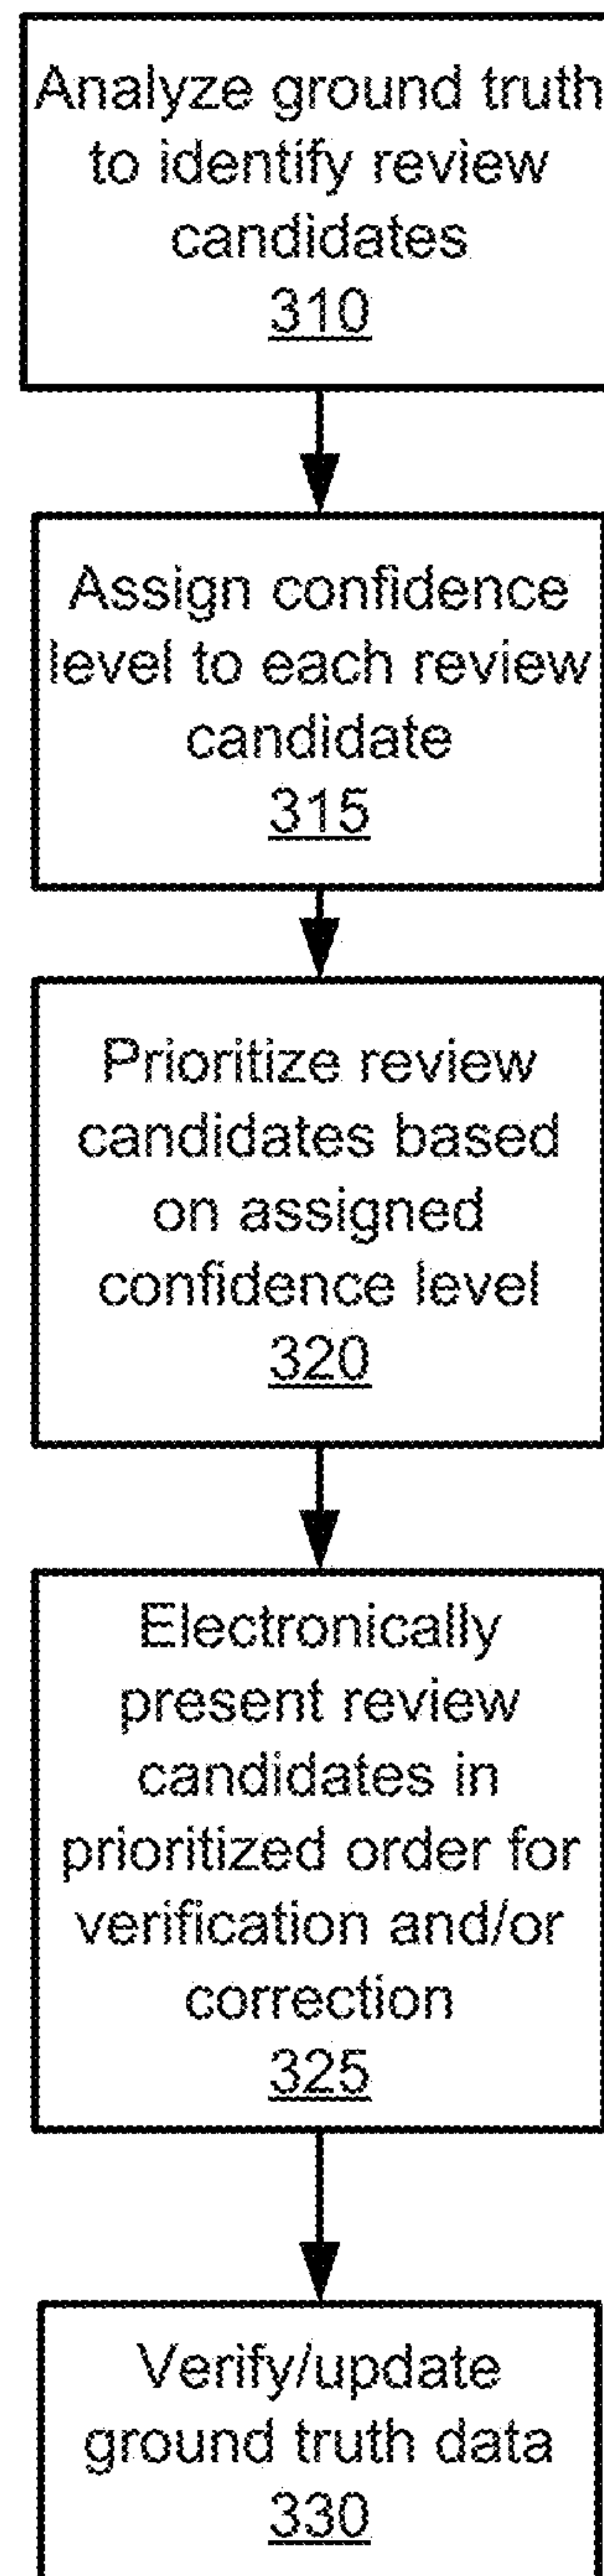 Analyze ground truth
to identify review
candidates
310
Assign confidence
level to each review
candidate
315
Prioritize review
candidates based
on assigned
confidence level
320
Electronically
present review
candidates in
prioritized order for
verification and/or
correction
325
Verify/update
ground truth data
330